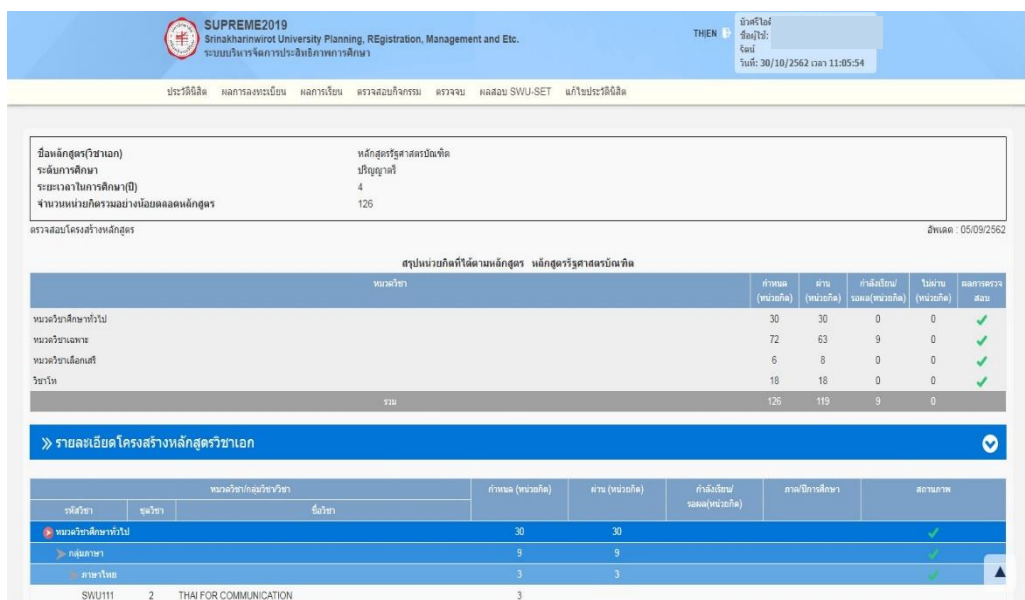 SUPREME2019
Srinakharinwirot University Planning, REgistration, Management and Etc.
ระบบบริหารจัดการประสิทธิภาพการศึกษา
TH|EN
ชื่อผู้ใช้:
วันที่: 30/10/2562 เวลา 11:05:54
ประวัตินิสิต ผลการลงทะเบียน ผลการเรียน ตรวจสอบกิจกรรม ตรวจจบ ผลสอบ SWU-SET แก้ไขประวัตินิสิต
ชื่อหลักสูตร(วิชาเอก) หลักสูตรรัฐศาสตรบัณฑิต
ระดับการศึกษา ปริญญาตรี
ระยะเวลาในการศึกษา(ปี) 4
จำนวนหน่วยกิตรวมอย่างน้อยตลอดหลักสูตร 126
ตรวจสอบโครงสร้างหลักสูตร อัพเดต : 05/09/2562
สรุปหน่วยกิตที่ได้ตามหลักสูตร หลักสูตรรัฐศาสตรบัณฑิต
หมวดวิชา กำหนด (หน่วยกิต) ผ่าน (หน่วยกิต) กำลังเรียน/รอผล(หน่วยกิต) ไม่ผ่าน (หน่วยกิต) ผลการตรวจสอบ
หมวดวิชาศึกษาทั่วไป 30 30 0 0
หมวดวิชาเฉพาะ 72 63 9 0
หมวดวิชาเลือกเสรี 6 8 0 0
วิชาโท 18 18 0 0
รวม 126 119 9 0
รายละเอียดโครงสร้างหลักสูตรวิชาเอก
หมวดวิชา/กลุ่มวิชา/วิชา กำหนด (หน่วยกิต) ผ่าน (หน่วยกิต) กำลังเรียน/รอผล(หน่วยกิต) ภาค/ปีการศึกษา สถานภาพ
รหัสวิชา ชุดวิชา ชื่อวิชา
หมวดวิชาศึกษาทั่วไป 30 30
กลุ่มภาษา 9 9
ภาษาไทย 3 3
SWU111 2 THAI FOR COMMUNICATION 3